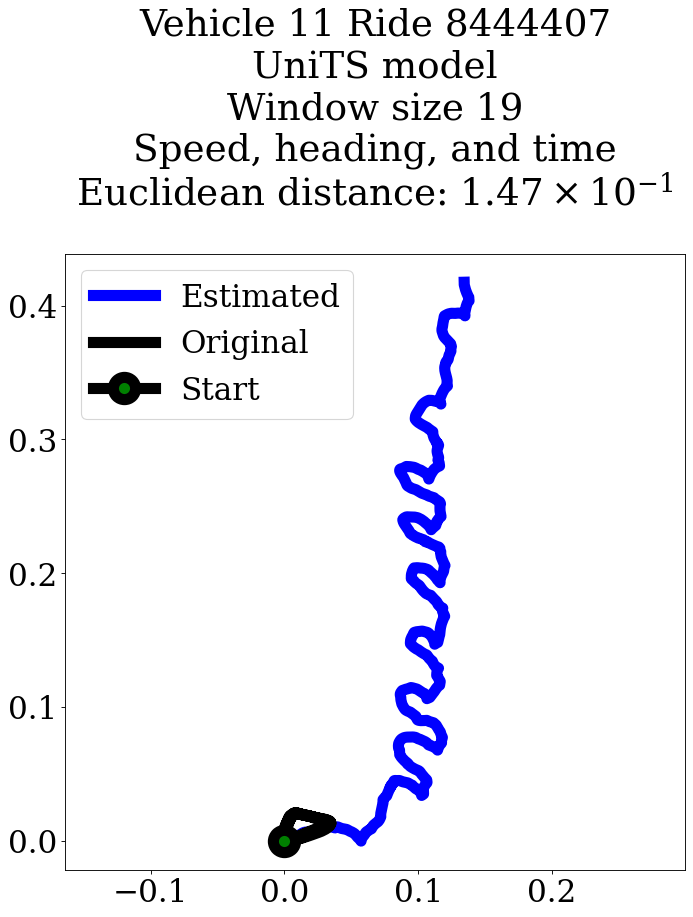 Vehicle 11 Ride 8444407
UniTS model
Window size 19
Speed, heading, and time
Euclidean distance: 1.47 × 10⁻¹
Estimated
Original
Start
0.4
0.3
0.2
0.1
0.0
−0.1 0.0 0.1 0.2